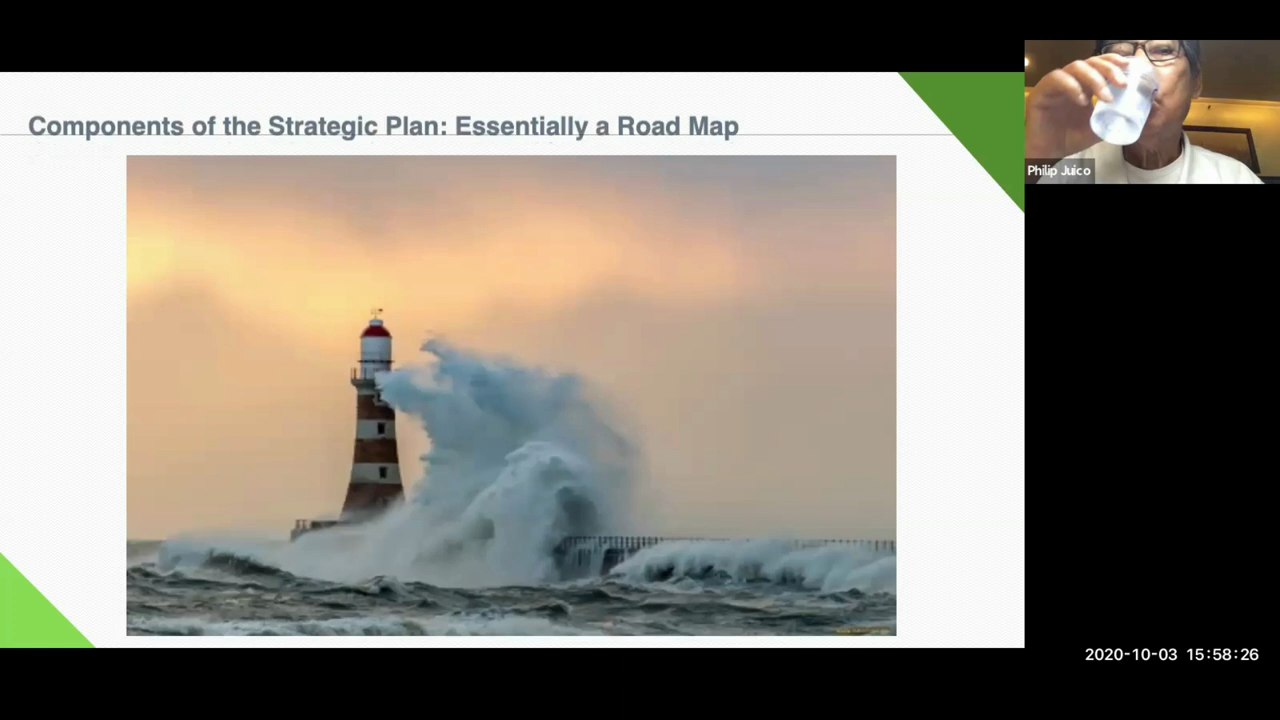 Components of the Strategic Plan: Essentially a Road Map
Philip Juico
2020-10-03 15:58:26